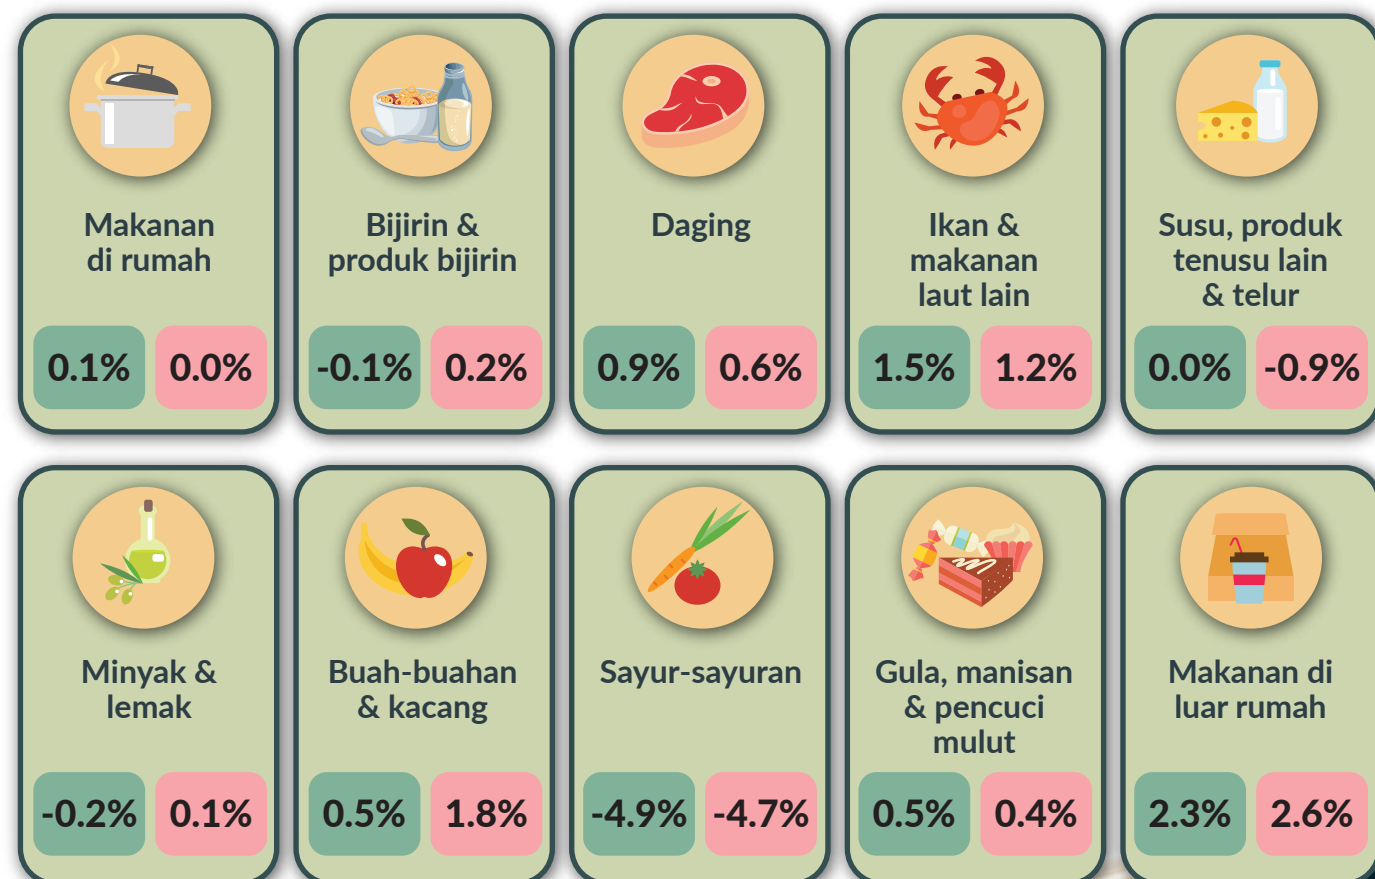 Makanan
di rumah
0.1% 0.0%
Bijirin &
produk bijirin
-0.1% 0.2%
Daging
0.9% 0.6%
Ikan &
makanan
laut lain
1.5% 1.2%
Susu, produk
tenusu lain
& telur
0.0% -0.9%
Minyak &
lemak
-0.2% 0.1%
Buah-buahan
& kacang
0.5% 1.8%
Sayur-sayuran
-4.9% -4.7%
Gula, manisan
& pencuci
mulut
0.5% 0.4%
Makanan di
luar rumah
2.3% 2.6%